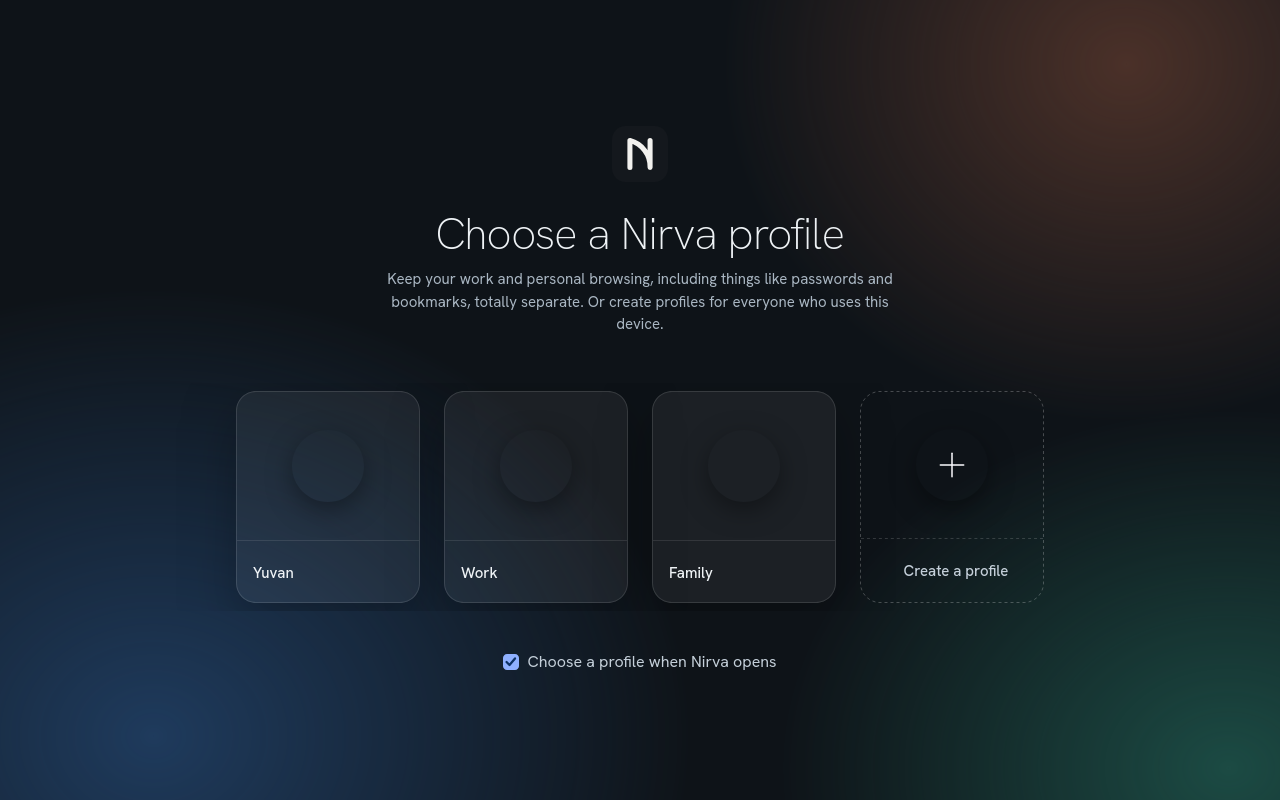 N
Choose a Nirva profile
Keep your work and personal browsing, including things like passwords and
bookmarks, totally separate. Or create profiles for everyone who uses this
device.
Yuvan
Work
Family
Create a profile
Choose a profile when Nirva opens